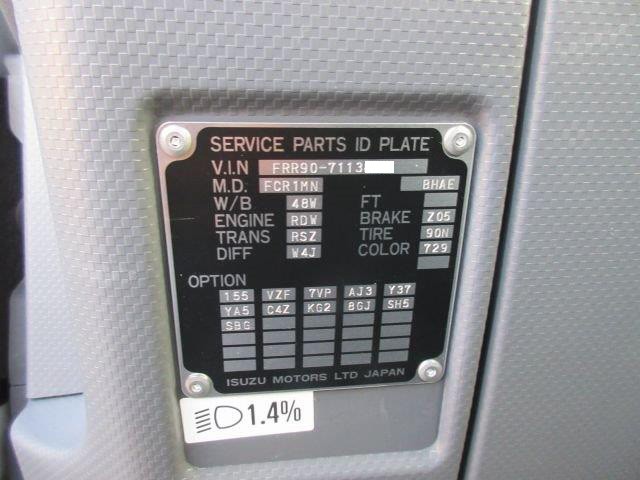 SERVICE PARTS ID PLATE
V.I.N FRR90-7113
M.D. FCR1MN BHAE
W/B 48W FT
ENGINE RDW BRAKE Z05
TRANS RSZ TIRE 90N
DIFF W4J COLOR 729
OPTION
155 VZF 7VP AJ3 Y37
YA5 C4Z KG2 8GJ SH5
SBG
ISUZU MOTORS LTD JAPAN
1.4%